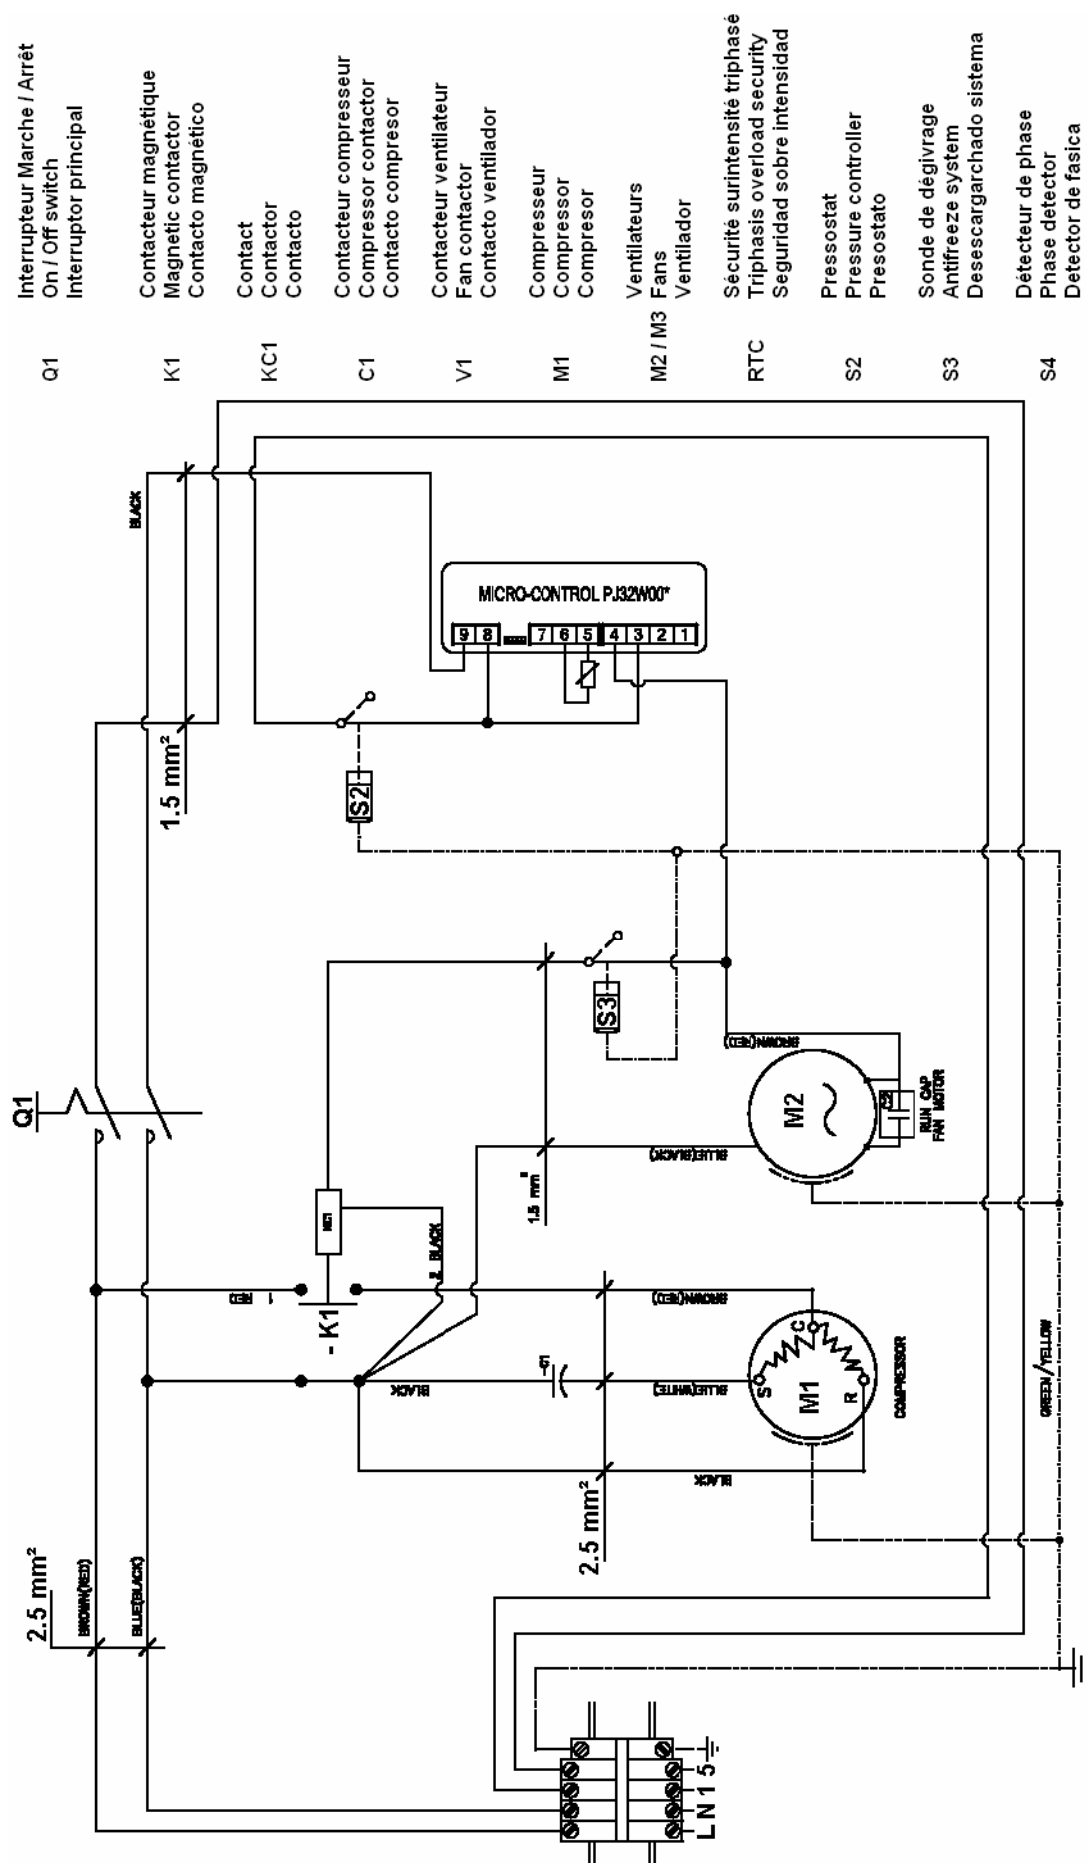 Q1
Interrupteur Marche / Arrêt
On / Off switch
Interruptor principal
K1
Contacteur magnétique
Magnetic contactor
Contacto magnético
KC1
Contact
Contactor
Contacto
C1
Contacteur compresseur
Compressor contactor
Contacto compresor
V1
Contacteur ventilateur
Fan contactor
Contacto ventilador
M1
Compresseur
Compressor
Compresor
M2 / M3
Ventilateurs
Fans
Ventilador
RTC
Sécurité surintensité triphasé
Triphasis overload security
Seguridad sobre intensidad
S2
Pressostat
Pressure controller
Presostato
S3
Sonde de dégivrage
Antifreeze system
Desescargarchado sistema
S4
Détecteur de phase
Phase detector
Detector de fasica
Q1
2.5 mm²
BROWN(RED)
BLUE(BLACK)
1.5 mm²
BLACK
MICRO-CONTROL PJ32W00*
9 8 7 6 5 4 3 2 1
S2
S3
- K1
KC1
RED 1
2 BLACK
BLACK
C1
1.5 mm²
BLUE(BLACK)
BROWN(RED)
M2
C2
RUN CAP
FAN MOTOR
BROWN(RED)
BLUE(WHITE)
BLACK
2.5 mm²
M1
S
C
R
COMPRESSOR
GREEN/YELLOW
L N 1 5